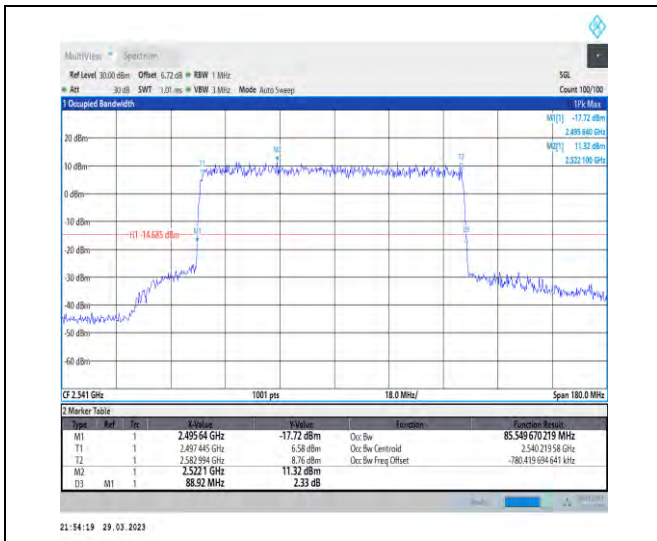 MultiView Spectrum
Ref Level 30.00 dBm Offset 6.72 dB RBW 1 MHz SGL
Att 30 dB SWT 1.01 ms VBW 3 MHz Mode Auto Sweep Count 100/100
1 Occupied Bandwidth 1Pk Max
M1[1] -17.72 dBm
2.495 640 GHz
M2[1] 11.32 dBm
2.522 100 GHz
20 dBm
M2
T1
T2
10 dBm
0 dBm
-10 dBm
H1 -14.685 dBm
M1
D3
-20 dBm
-30 dBm
-40 dBm
-50 dBm
-60 dBm
CF 2.541 GHz 1001 pts 18.0 MHz/ Span 180.0 MHz
2 Marker Table
Type Ref Trc X-Value Y-Value Function Function Result
M1 1 2.495 64 GHz -17.72 dBm Occ Bw 85.549 670 219 MHz
T1 1 2.497 445 GHz 6.58 dBm Occ Bw Centroid 2.540 219 58 GHz
T2 1 2.582 994 GHz 8.76 dBm Occ Bw Freq Offset -780.419 694 641 kHz
M2 1 2.522 1 GHz 11.32 dBm
D3 M1 1 88.92 MHz 2.33 dB
21:54:19 29.03.2023